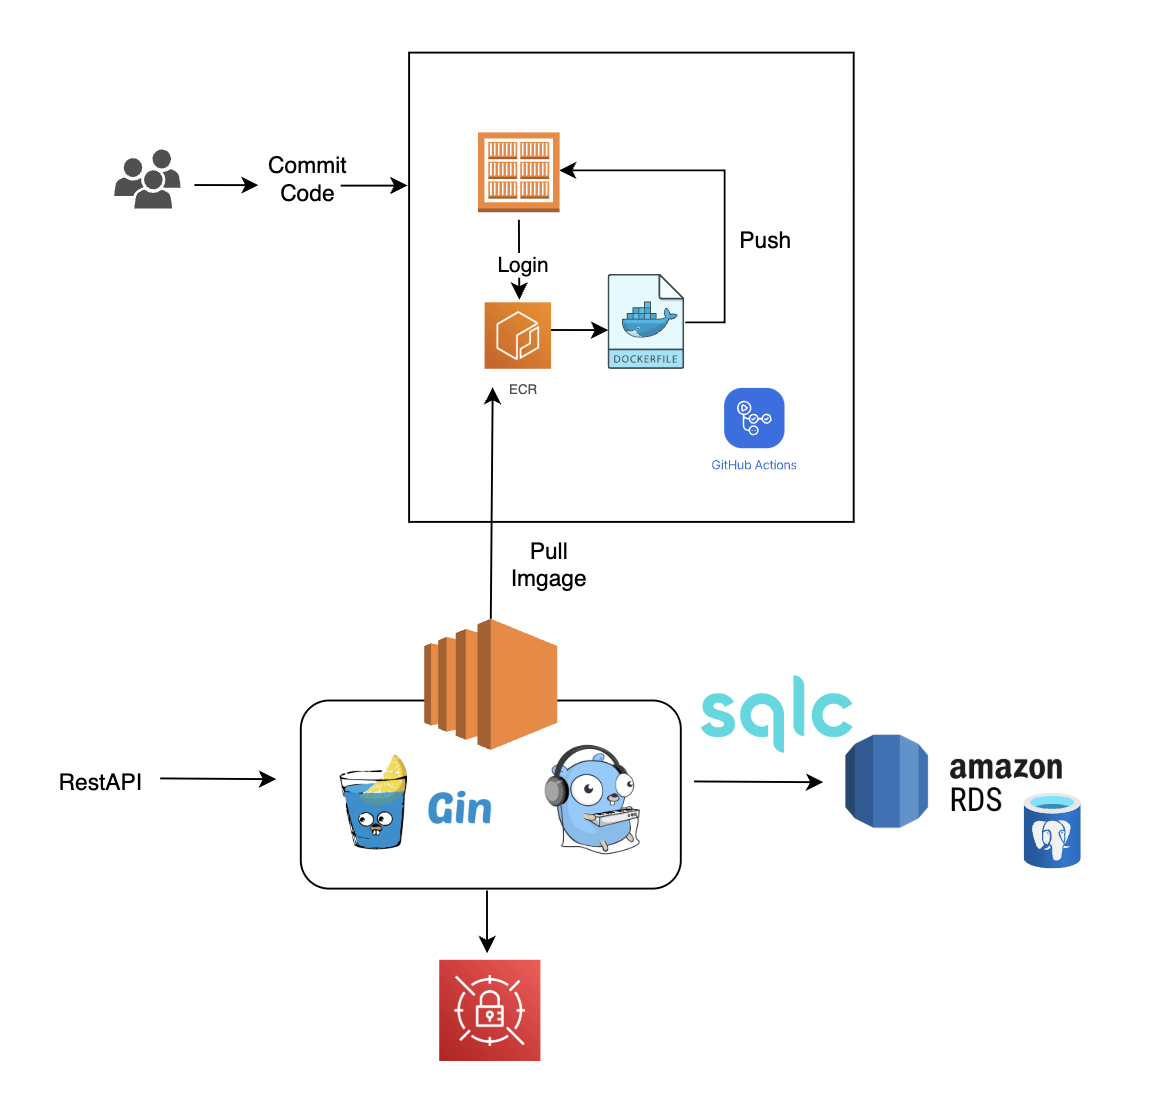 Commit
Code
Push
Login
DOCKERFILE
ECR
GitHub Actions
Pull
Imgage
sqlc
RestAPI
Gin
amazon
RDS